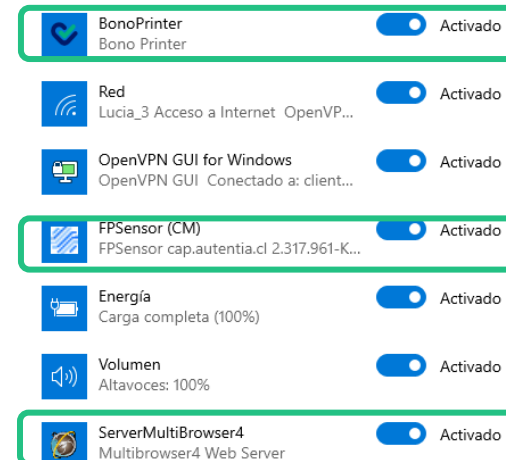 BonoPrinter
Activado
Bono Printer
Red
Activado
Lucia_3 Acceso a Internet OpenVP...
OpenVPN GUI for Windows
Activado
OpenVPN GUI Conectado a: client...
FPSensor (CM)
Activado
FPSensor cap.autentia.cl 2.317.961-K...
Energía
Activado
Carga completa (100%)
Volumen
Activado
Altavoces: 100%
ServerMultiBrowser4
Activado
Multibrowser4 Web Server